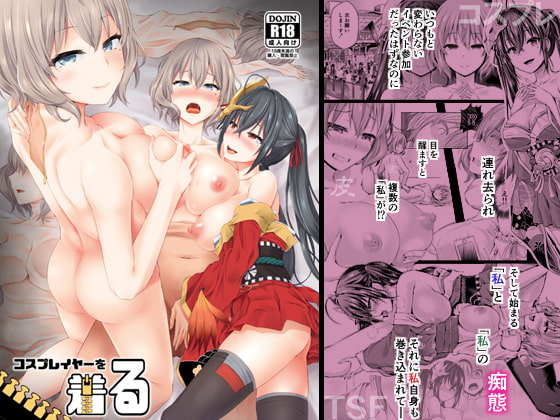 DOJIN
R18
成人向け
コスプレイヤーを
着る
コスプレ
いつもと
変わらない
イベント参加
だったはずなのに
連れ去られ
目を
醒ますと
複数の
「私」が!?
皮
そして始まる
「私」と
「私」の
痴態
それに私自身も
巻き込まれてー
TSF